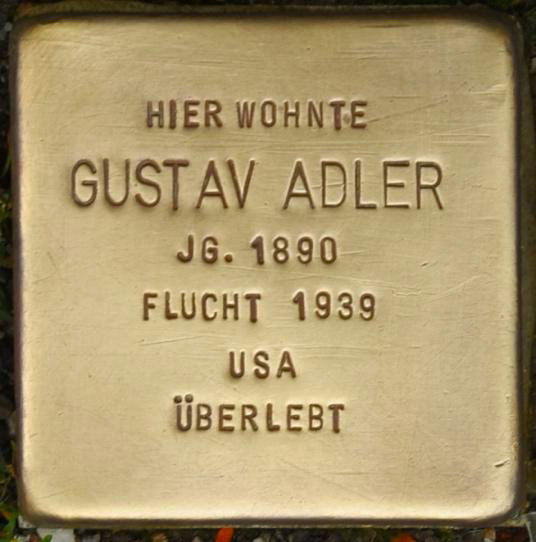 HIER WOHNTE
GUSTAV ADLER
JG. 1890
FLUCHT 1939
USA
ÜBERLEBT